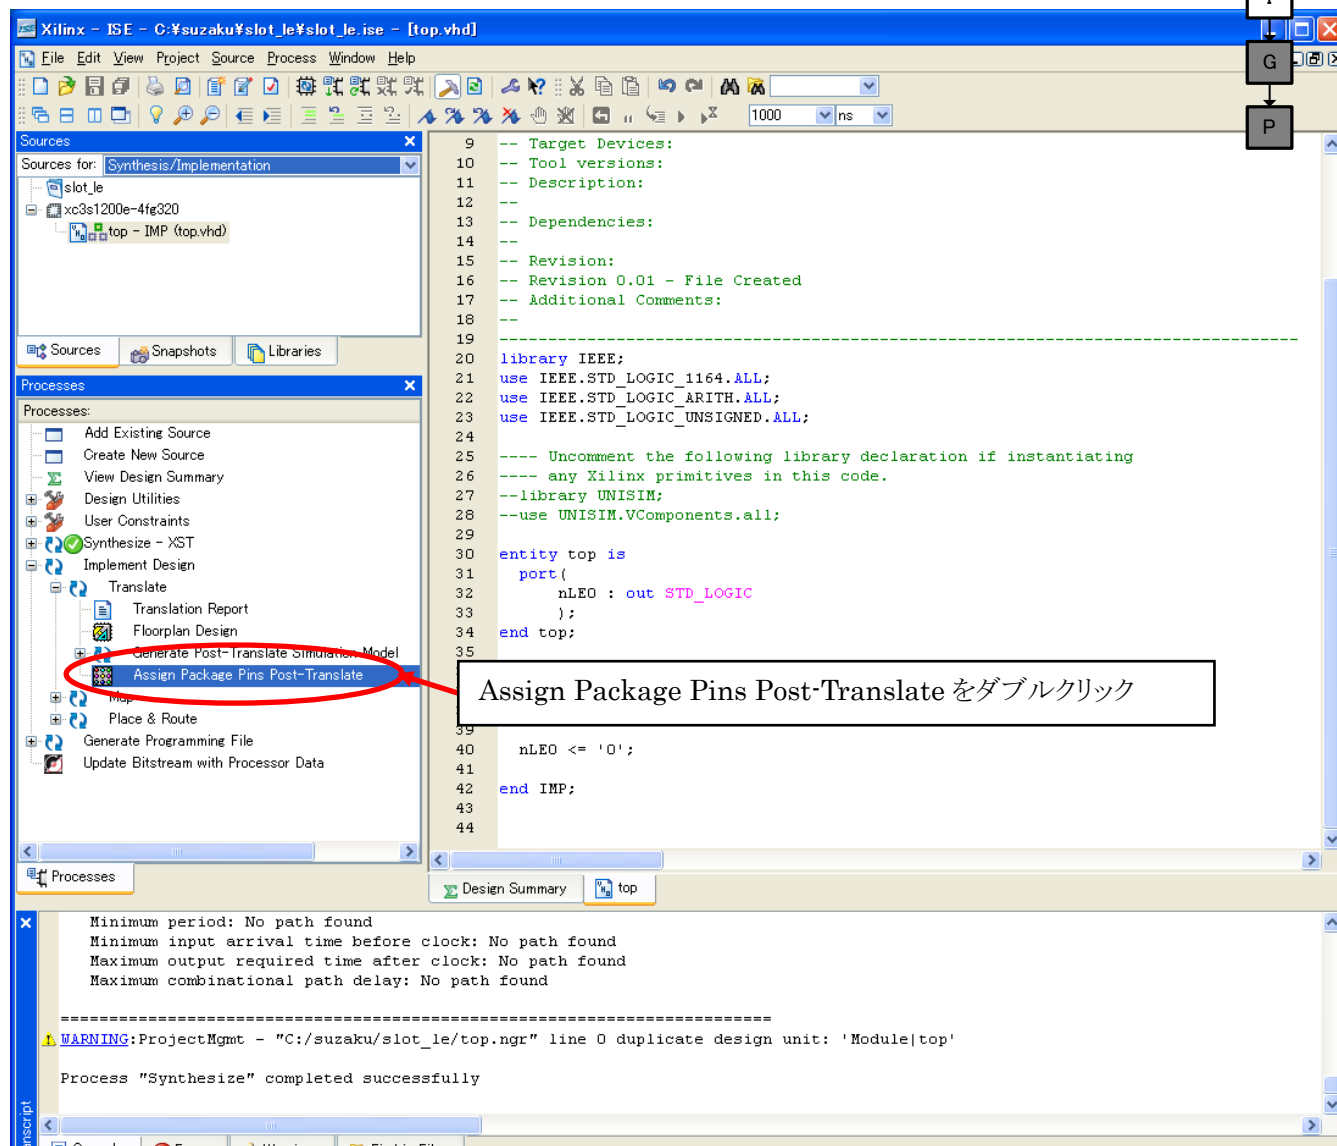 Xilinx - ISE - C:¥suzaku¥slot_le¥slot_le.ise - [top.vhd]
File Edit View Project Source Process Window Help
G
P
1000 ns
Sources
Sources for: Synthesis/Implementation
slot_le
xc3s1200e-4fg320
top - IMP (top.vhd)
Sources Snapshots Libraries
Processes
Processes:
Add Existing Source
Create New Source
View Design Summary
Design Utilities
User Constraints
Synthesize - XST
Implement Design
Translate
Translation Report
Floorplan Design
Generate Post-Translate Simulation Model
Assign Package Pins Post-Translate
Map
Place & Route
Generate Programming File
Update Bitstream with Processor Data
Processes
9 -- Target Devices:
10 -- Tool versions:
11 -- Description:
12 --
13 -- Dependencies:
14 --
15 -- Revision:
16 -- Revision 0.01 - File Created
17 -- Additional Comments:
18 --
19 ----------------------------------------------------------------------------------
20 library IEEE;
21 use IEEE.STD_LOGIC_1164.ALL;
22 use IEEE.STD_LOGIC_ARITH.ALL;
23 use IEEE.STD_LOGIC_UNSIGNED.ALL;
24
25 ---- Uncomment the following library declaration if instantiating
26 ---- any Xilinx primitives in this code.
27 --library UNISIM;
28 --use UNISIM.VComponents.all;
29
30 entity top is
31 port(
32 nLE0 : out STD_LOGIC
33 );
34 end top;
35
Assign Package Pins Post-Translate をダブルクリック
39
40 nLE0 <= '0';
41
42 end IMP;
43
44
Design Summary top
Minimum period: No path found
Minimum input arrival time before clock: No path found
Maximum output required time after clock: No path found
Maximum combinational path delay: No path found
=========================================================================
WARNING:ProjectMgmt - "C:/suzaku/slot_le/top.ngr" line 0 duplicate design unit: 'Module|top'
Process "Synthesize" completed successfully